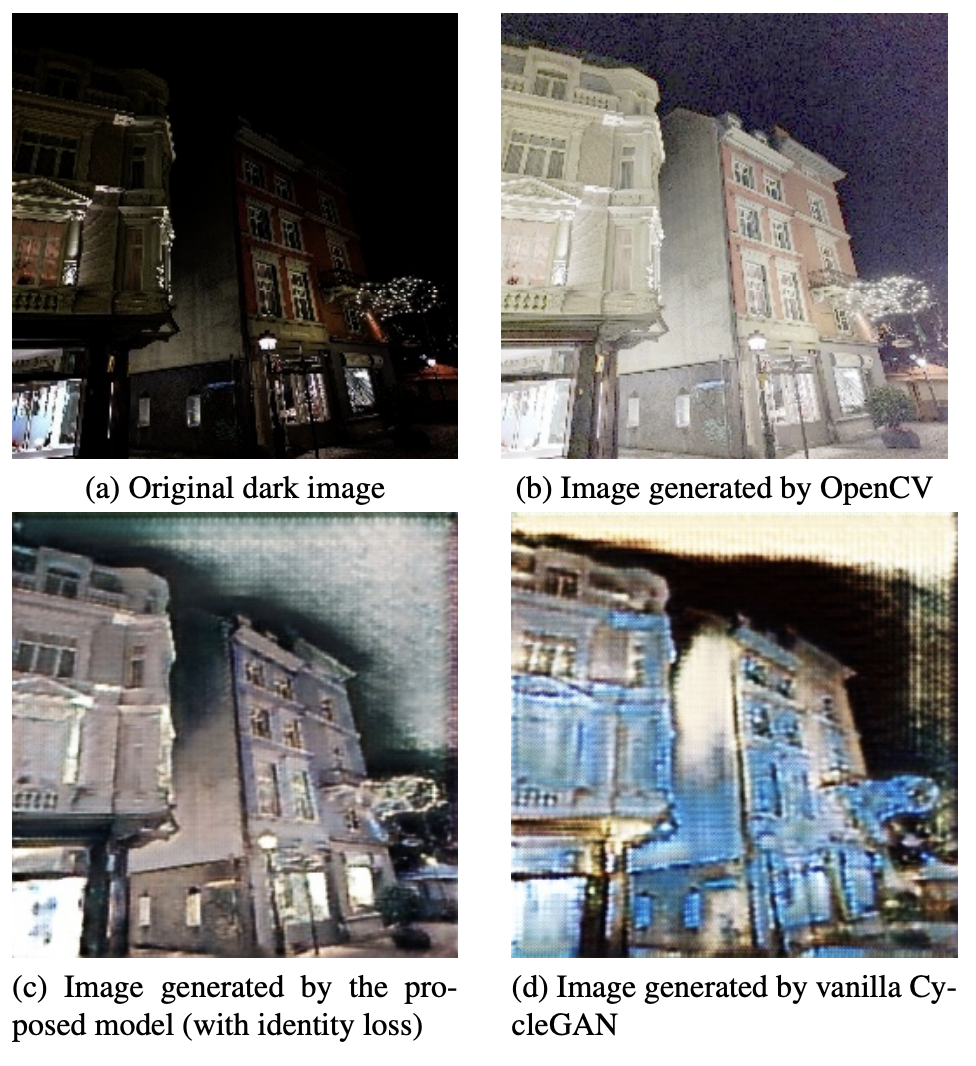 (a) Original dark image
(b) Image generated by OpenCV
(c) Image generated by the pro-
posed model (with identity loss)
(d) Image generated by vanilla Cy-
cleGAN